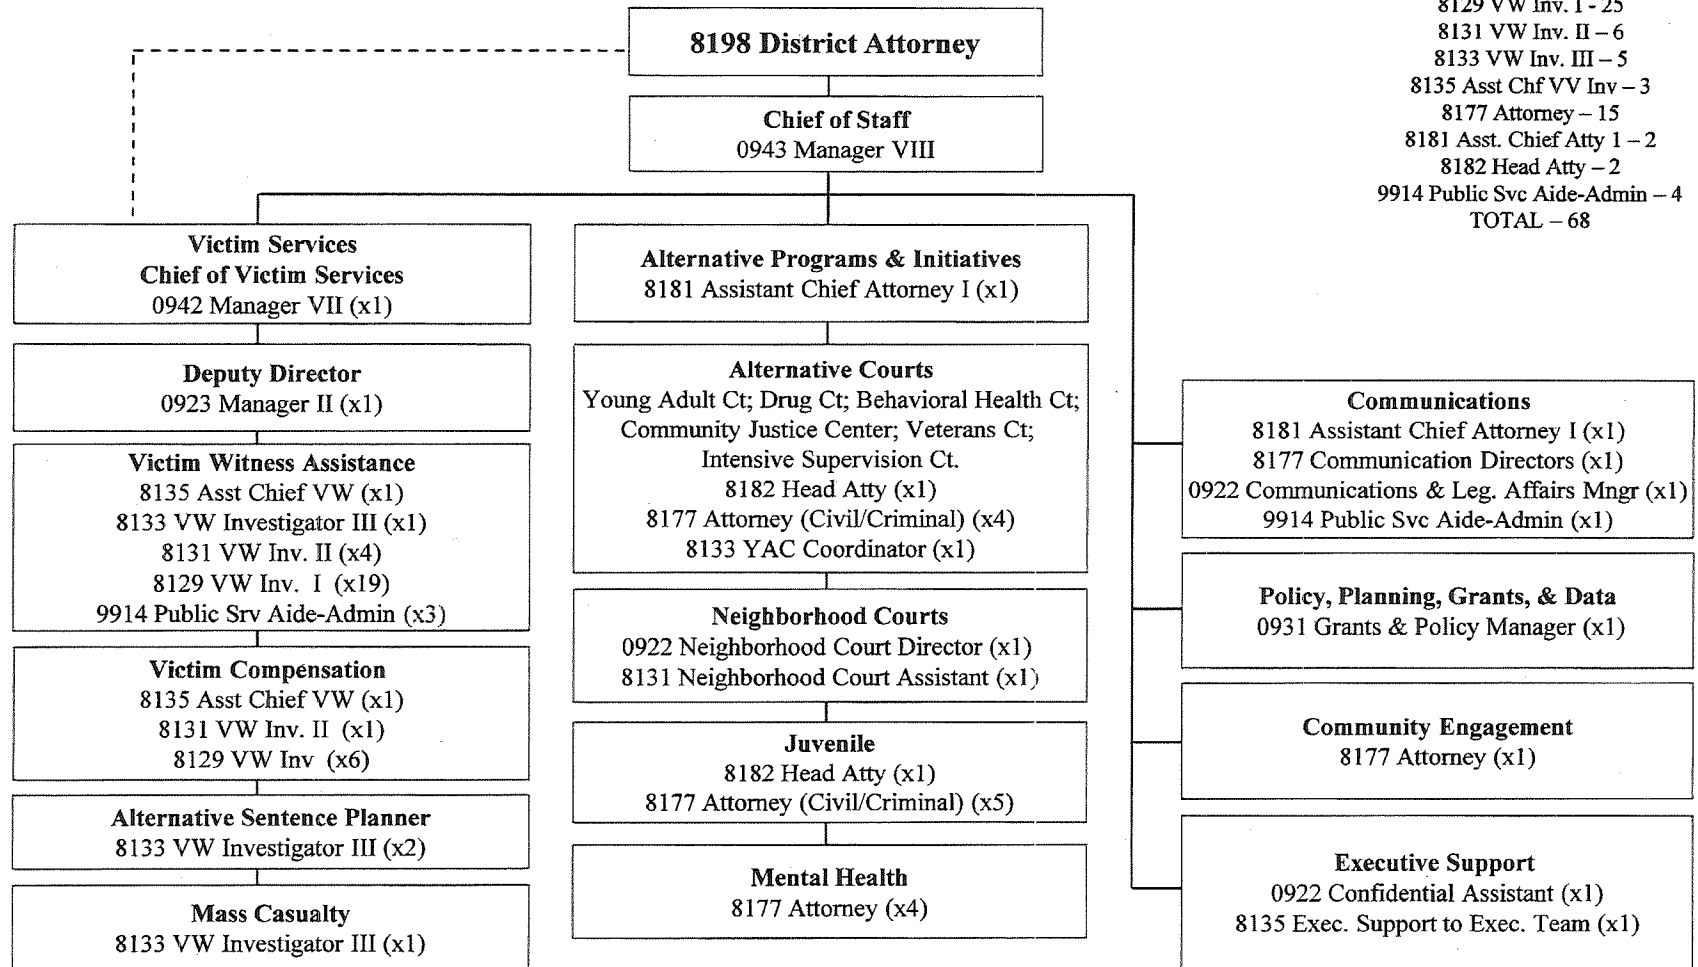 8198 District Attorney
Chief of Staff
0943 Manager VIII
8129 VW Inv. I - 25
8131 VW Inv. II – 6
8133 VW Inv. III – 5
8135 Asst Chf VV Inv – 3
8177 Attorney – 15
8181 Asst. Chief Atty 1 – 2
8182 Head Atty – 2
9914 Public Svc Aide-Admin – 4
TOTAL – 68
Victim Services
Chief of Victim Services
0942 Manager VII (x1)
Deputy Director
0923 Manager II (x1)
Victim Witness Assistance
8135 Asst Chief VW (x1)
8133 VW Investigator III (x1)
8131 VW Inv. II (x4)
8129 VW Inv. I (x19)
9914 Public Srv Aide-Admin (x3)
Victim Compensation
8135 Asst Chief VW (x1)
8131 VW Inv. II (x1)
8129 VW Inv (x6)
Alternative Sentence Planner
8133 VW Investigator III (x2)
Mass Casualty
8133 VW Investigator III (x1)
Alternative Programs & Initiatives
8181 Assistant Chief Attorney I (x1)
Alternative Courts
Young Adult Ct; Drug Ct; Behavioral Health Ct;
Community Justice Center; Veterans Ct;
Intensive Supervision Ct.
8182 Head Atty (x1)
8177 Attorney (Civil/Criminal) (x4)
8133 YAC Coordinator (x1)
Neighborhood Courts
0922 Neighborhood Court Director (x1)
8131 Neighborhood Court Assistant (x1)
Juvenile
8182 Head Atty (x1)
8177 Attorney (Civil/Criminal) (x5)
Mental Health
8177 Attorney (x4)
Communications
8181 Assistant Chief Attorney I (x1)
8177 Communication Directors (x1)
0922 Communications & Leg. Affairs Mngr (x1)
9914 Public Svc Aide-Admin (x1)
Policy, Planning, Grants, & Data
0931 Grants & Policy Manager (x1)
Community Engagement
8177 Attorney (x1)
Executive Support
0922 Confidential Assistant (x1)
8135 Exec. Support to Exec. Team (x1)